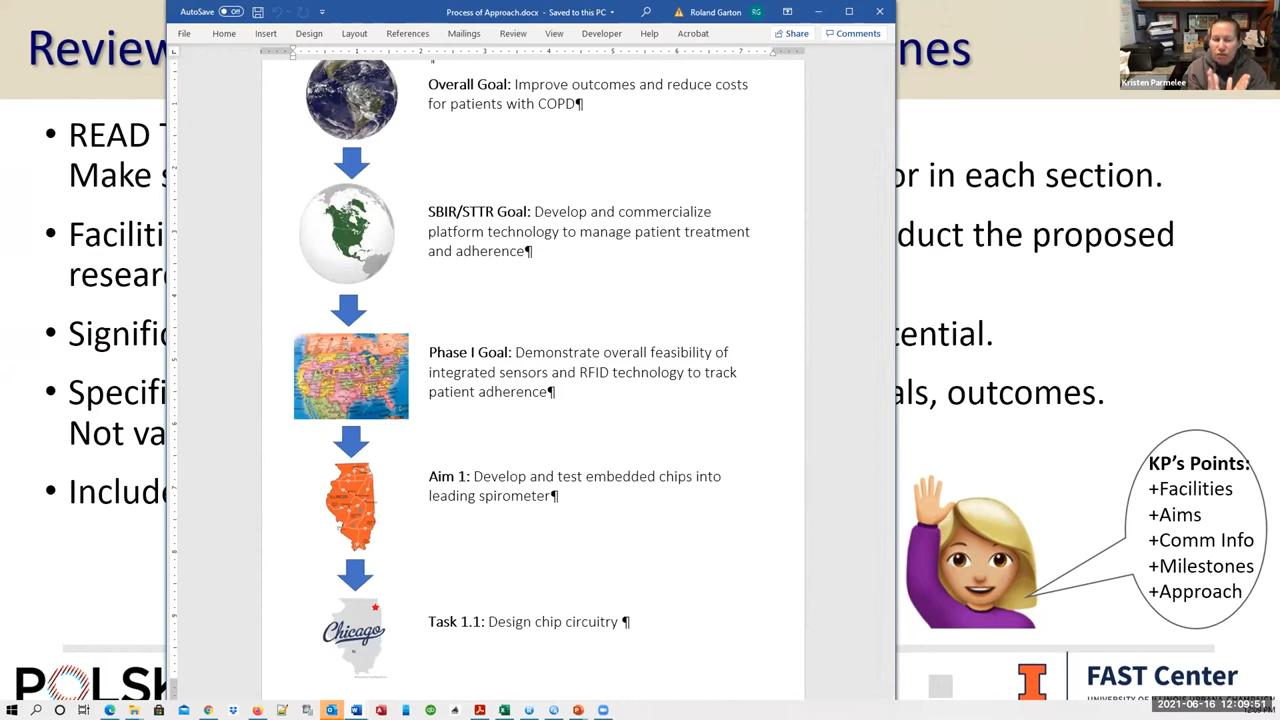 AutoSave Off
Process of Approach.docx - Saved to this PC
Roland Garton RG
File Home Insert Design Layout References Mailings Review View Developer Help Acrobat Share Comments
Review
nes
Kristen Parmelee
Overall Goal: Improve outcomes and reduce costs
for patients with COPD¶
• READ
Make
or in each section.
SBIR/STTR Goal: Develop and commercialize
platform technology to manage patient treatment
and adherence¶
• Faciliti
duct the proposed
resear
• Signific
tential.
Phase I Goal: Demonstrate overall feasibility of
integrated sensors and RFID technology to track
patient adherence¶
• Specifi
als, outcomes.
Not va
Aim 1: Develop and test embedded chips into
leading spirometer¶
• Include
KP's Points:
+Facilities
+Aims
+Comm Info
+Milestones
+Approach
ILLINOIS
Chicago
Task 1.1: Design chip circuitry ¶
POLSK
I
FAST Center
2021-06-16 12:09:51